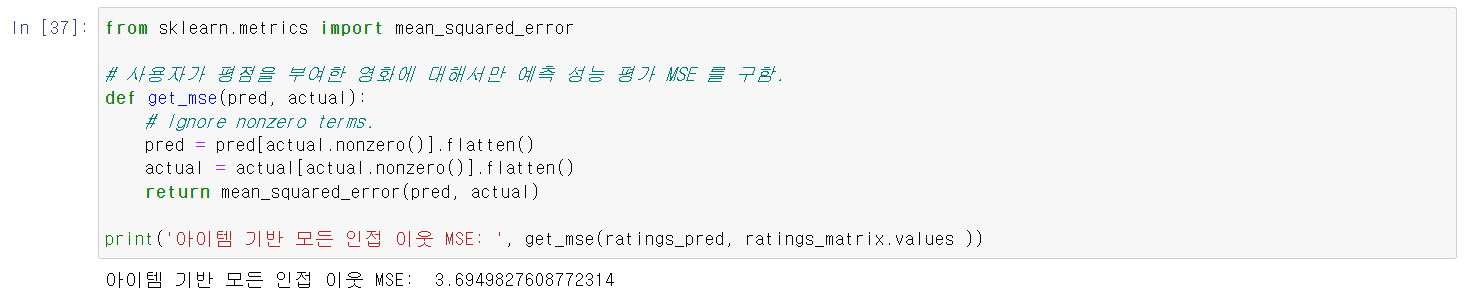 In [37]: from sklearn.metrics import mean_squared_error
# 사용자가 평점을 부여한 영화에 대해서만 예측 성능 평가 MSE 를 구함.
def get_mse(pred, actual):
    # Ignore nonzero terms.
    pred = pred[actual.nonzero()].flatten()
    actual = actual[actual.nonzero()].flatten()
    return mean_squared_error(pred, actual)
print('아이템 기반 모든 인접 이웃 MSE: ', get_mse(ratings_pred, ratings_matrix.values ))
아이템 기반 모든 인접 이웃 MSE:  3.6949827608772314